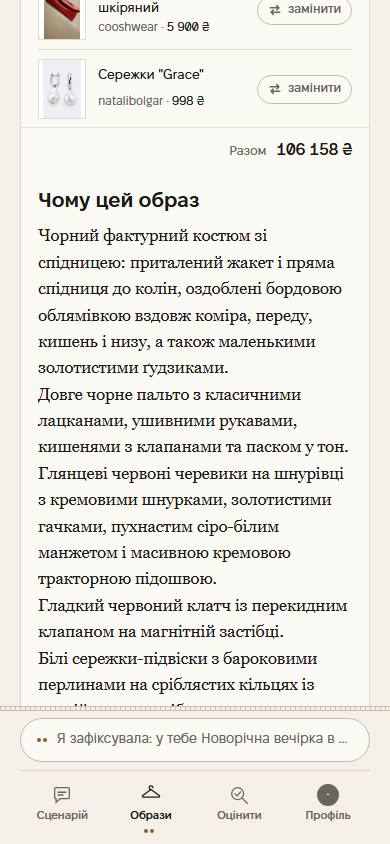 шкіряний
cooshwear · 5 900 ₴
замінити
Сережки "Grace"
natalibolgar · 998 ₴
замінити
Разом 106 158 ₴
Чому цей образ
Чорний фактурний костюм зі
спідницею: приталений жакет і пряма
спідниця до колін, оздоблені бордовою
облямівкою вздовж коміра, переду,
кишень і низу, а також маленькими
золотистими ґудзиками.
Довге чорне пальто з класичними
лацканами, ушивними рукавами,
кишенями з клапанами та паском у тон.
Глянцеві червоні черевики на шнурівці
з кремовими шнурками, золотистими
гачками, пухнастим сіро-білим
манжетом і масивною кремовою
тракторною підошвою.
Гладкий червоний клатч із перекидним
клапаном на магнітній застібці.
Білі сережки-підвіски з бароковими
перлинами на сріблястих кільцях із
Я зафіксувала: у тебе Новорічна вечірка в ...
Сценарій
Образи
Оцінити
Профіль